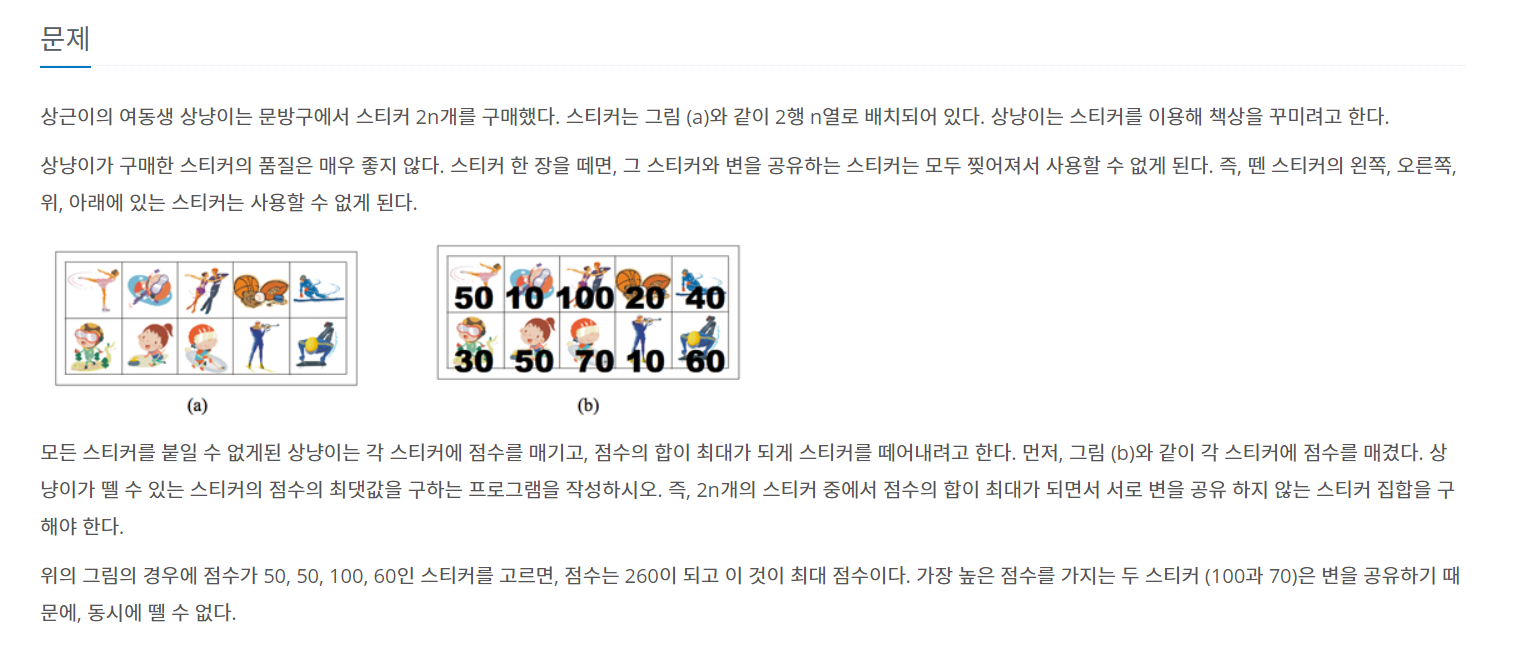 문제
상근이의 여동생 상냥이는 문방구에서 스티커 2n개를 구매했다. 스티커는 그림 (a)와 같이 2행 n열로 배치되어 있다. 상냥이는 스티커를 이용해 책상을 꾸미려고 한다.
상냥이가 구매한 스티커의 품질은 매우 좋지 않다. 스티커 한 장을 떼면, 그 스티커와 변을 공유하는 스티커는 모두 찢어져서 사용할 수 없게 된다. 즉, 뗀 스티커의 왼쪽, 오른쪽,
위, 아래에 있는 스티커는 사용할 수 없게 된다.
50 10 100 20 40
30 50 70 10 60
(a) (b)
모든 스티커를 붙일 수 없게된 상냥이는 각 스티커에 점수를 매기고, 점수의 합이 최대가 되게 스티커를 떼어내려고 한다. 먼저, 그림 (b)와 같이 각 스티커에 점수를 매겼다. 상
냥이가 뗄 수 있는 스티커의 점수의 최댓값을 구하는 프로그램을 작성하시오. 즉, 2n개의 스티커 중에서 점수의 합이 최대가 되면서 서로 변을 공유 하지 않는 스티커 집합을 구
해야 한다.
위의 그림의 경우에 점수가 50, 50, 100, 60인 스티커를 고르면, 점수는 260이 되고 이 것이 최대 점수이다. 가장 높은 점수를 가지는 두 스티커 (100과 70)은 변을 공유하기 때
문에, 동시에 뗄 수 없다.